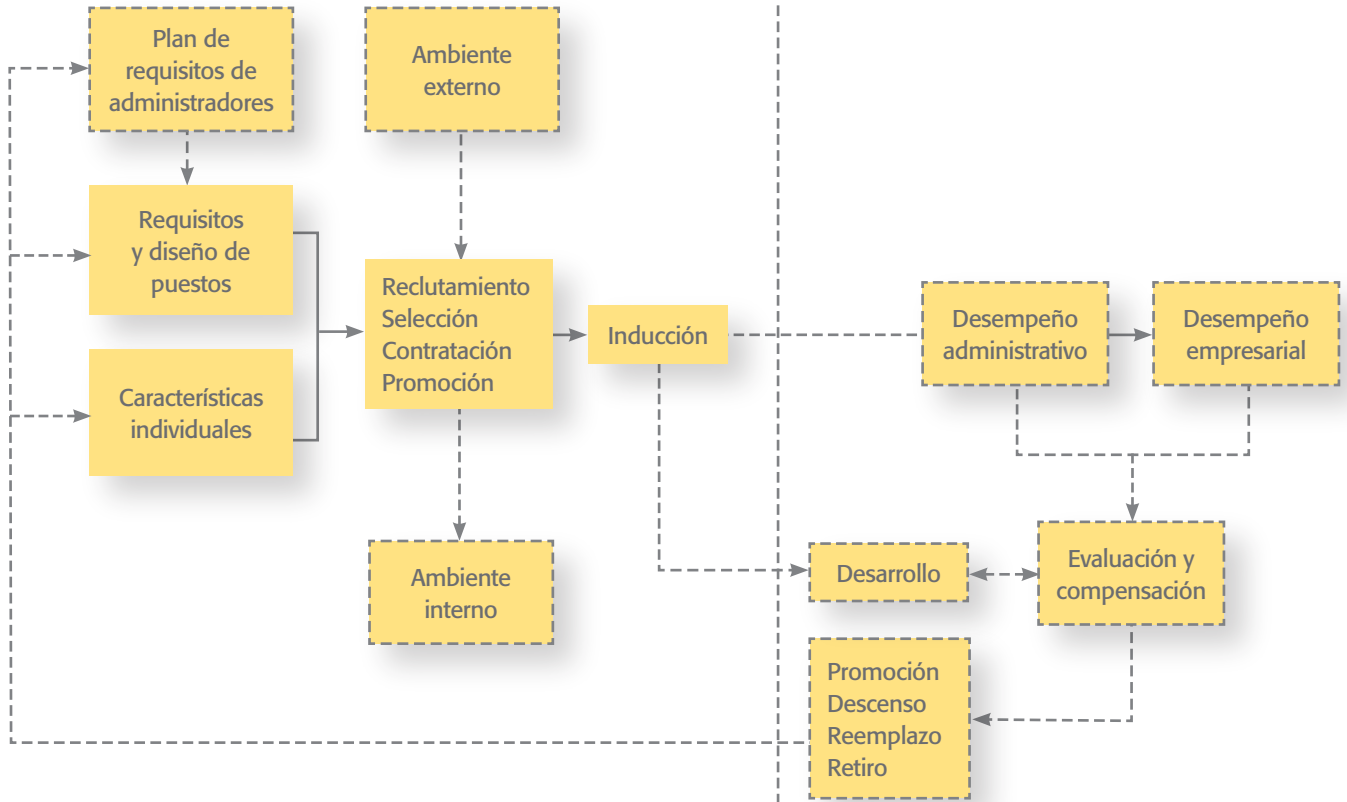 Plan de
requisitos de
administradores
Ambiente
externo
Requisitos
y diseño de
puestos
Características
individuales
Reclutamiento
Selección
Contratación
Promoción
Inducción
Ambiente
interno
Desempeño
administrativo
Desempeño
empresarial
Desarrollo
Evaluación y
compensación
Promoción
Descenso
Reemplazo
Retiro